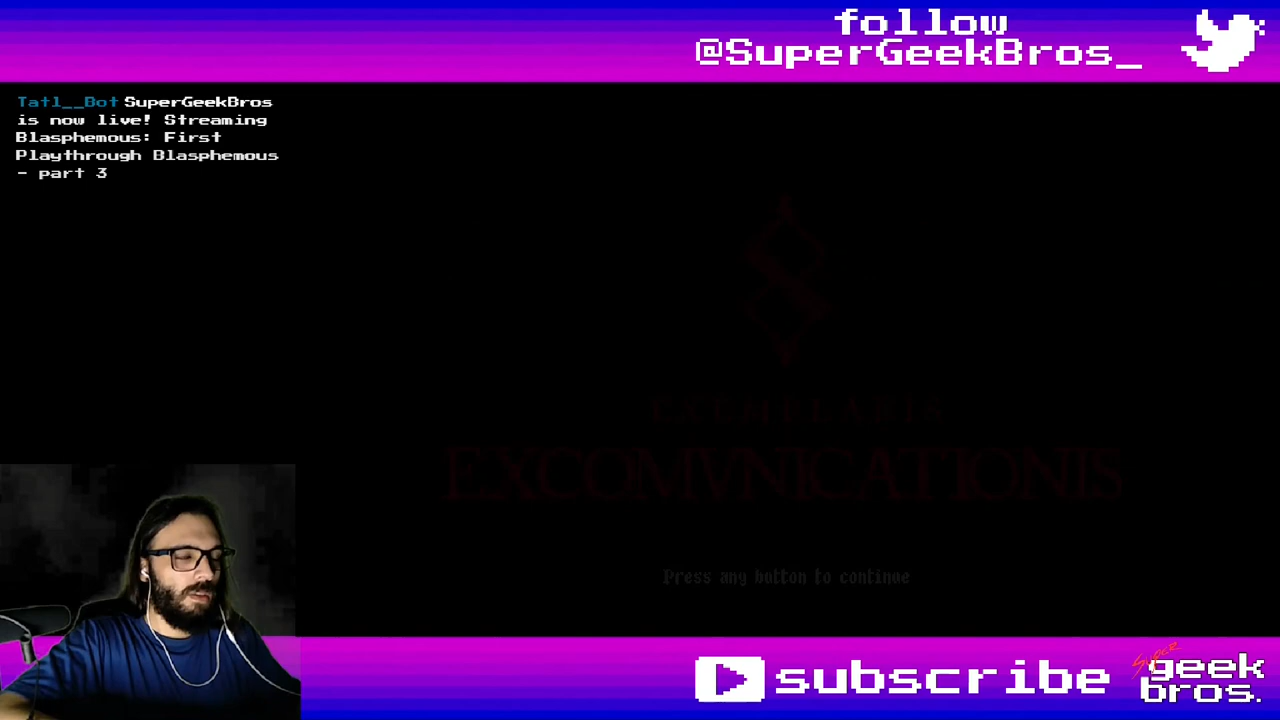 follow
@SuperGeekBros_
Tatl__Bot SuperGeekBros
is now live! Streaming
Blasphemous: First
Playthrough Blasphemous
- part 3
EXCOMVNICATIONIS
Press any button to continue
subscribe
super
geek
bros.